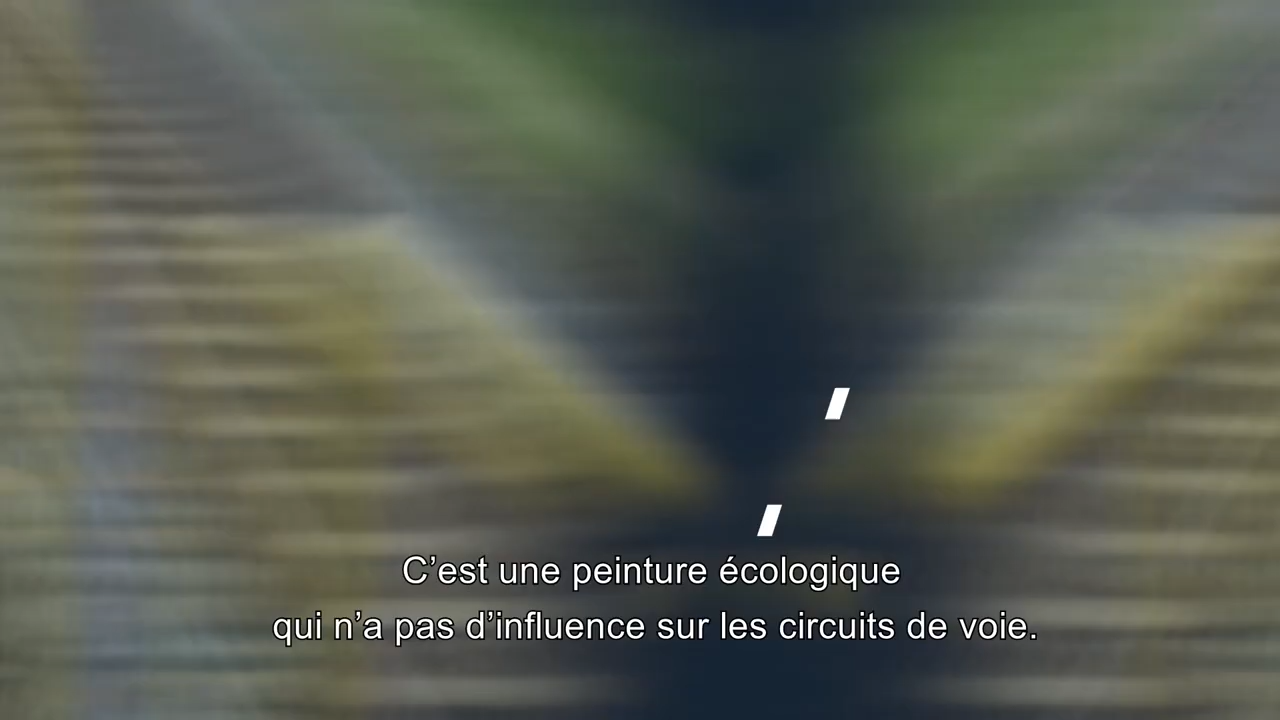 C’est une peinture écologique
qui n’a pas d’influence sur les circuits de voie.